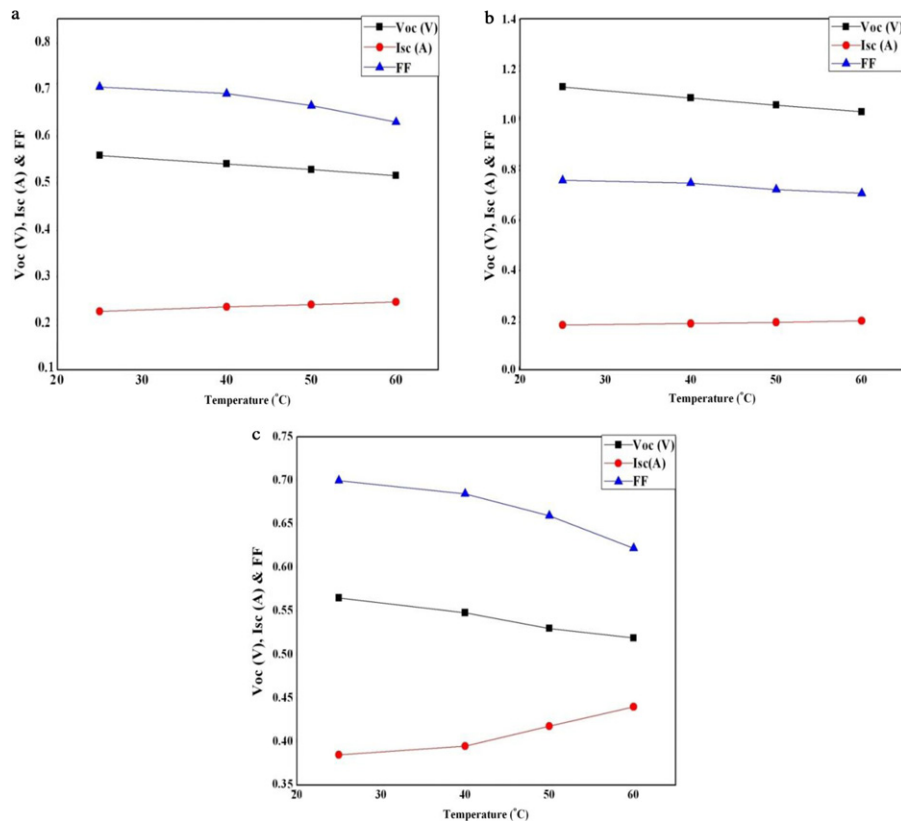 a
0.8
0.7
0.6
0.5
0.4
0.3
0.2
0.1
Voc (V), Isc (A) & FF
Voc (V)
Isc (A)
FF
20
30
40
50
60
Temperature (°C)
b
1.4
1.2
1.0
0.8
0.6
0.4
0.2
0.0
Voc (V), Isc (A) & FF
Voc (V)
Isc (A)
FF
20
30
40
50
60
Temperature (°C)
c
0.75
0.70
0.65
0.60
0.55
0.50
0.45
0.40
0.35
Voc (V), Isc (A) & FF
Voc (V)
Isc(A)
FF
20
30
40
50
60
Temperature (°C)